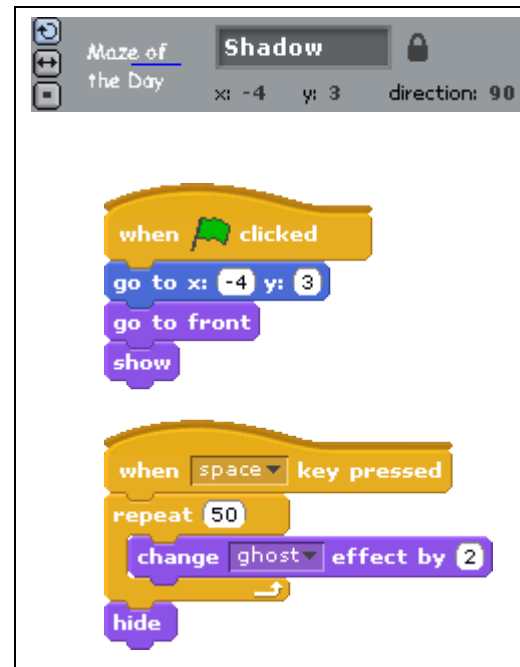 Maze of
the Day
Shadow
x: -4 y: 3 direction: 90
when clicked
go to x: -4 y: 3
go to front
show
when space key pressed
repeat 50
change ghost effect by 2
hide